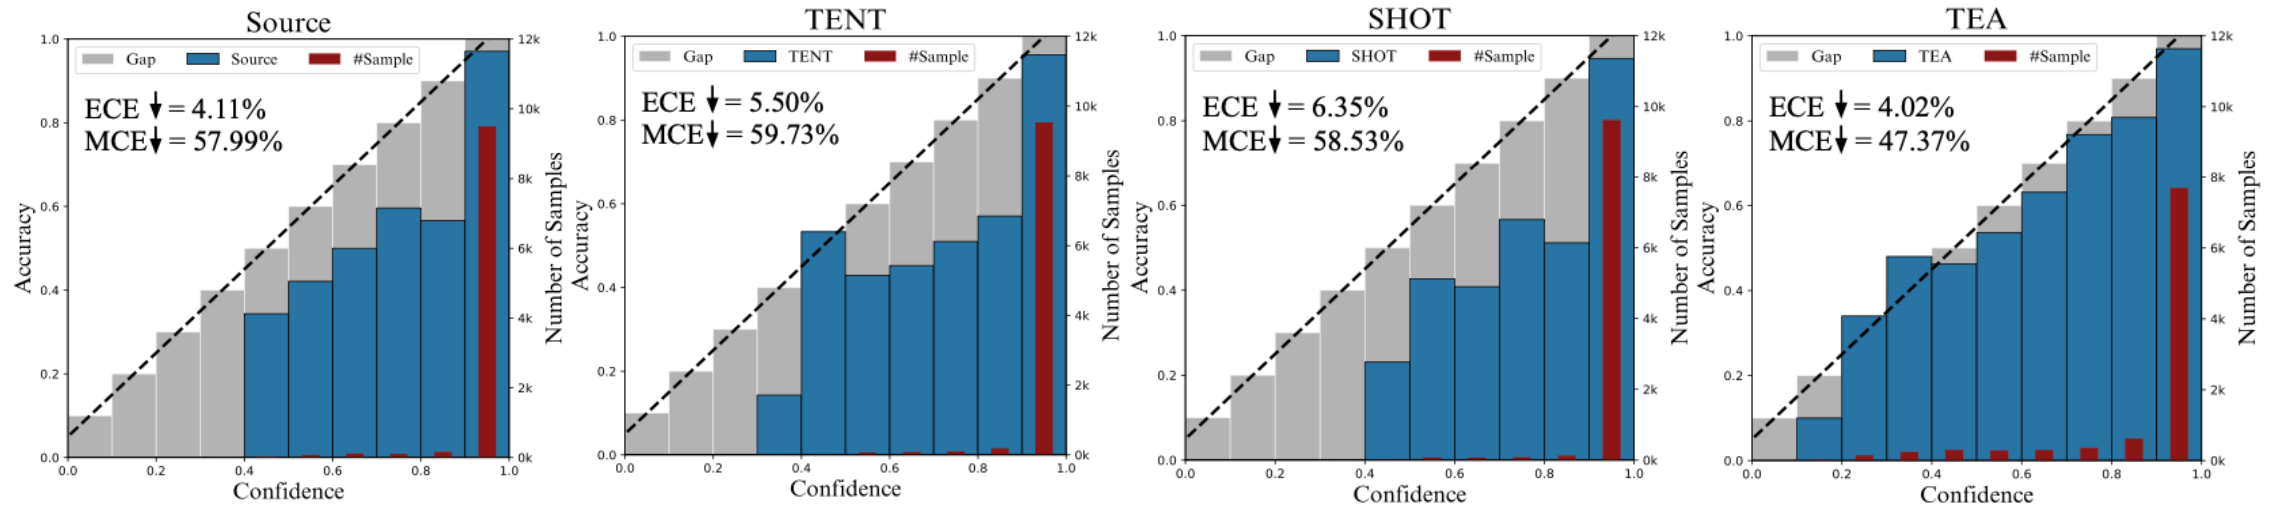 Source
Gap Source #Sample
ECE ↓ = 4.11%
MCE↓ = 57.99%
Accuracy
1.0
0.8
0.6
0.4
0.2
0.0
0.0 0.2 0.4 0.6 0.8 1.0
Confidence
12k
10k
8k
6k
4k
2k
0k
Number of Samples
TENT
Gap TENT #Sample
ECE ↓ = 5.50%
MCE↓ = 59.73%
Accuracy
1.0
0.8
0.6
0.4
0.2
0.0
0.0 0.2 0.4 0.6 0.8 1.0
Confidence
12k
10k
8k
6k
4k
2k
0k
Number of Samples
SHOT
Gap SHOT #Sample
ECE ↓ = 6.35%
MCE↓ = 58.53%
Accuracy
1.0
0.8
0.6
0.4
0.2
0.0
0.0 0.2 0.4 0.6 0.8 1.0
Confidence
12k
10k
8k
6k
4k
2k
0k
Number of Samples
TEA
Gap TEA #Sample
ECE ↓ = 4.02%
MCE↓ = 47.37%
Accuracy
1.0
0.8
0.6
0.4
0.2
0.0
0.0 0.2 0.4 0.6 0.8 1.0
Confidence
12k
10k
8k
6k
4k
2k
0k
Number of Samples